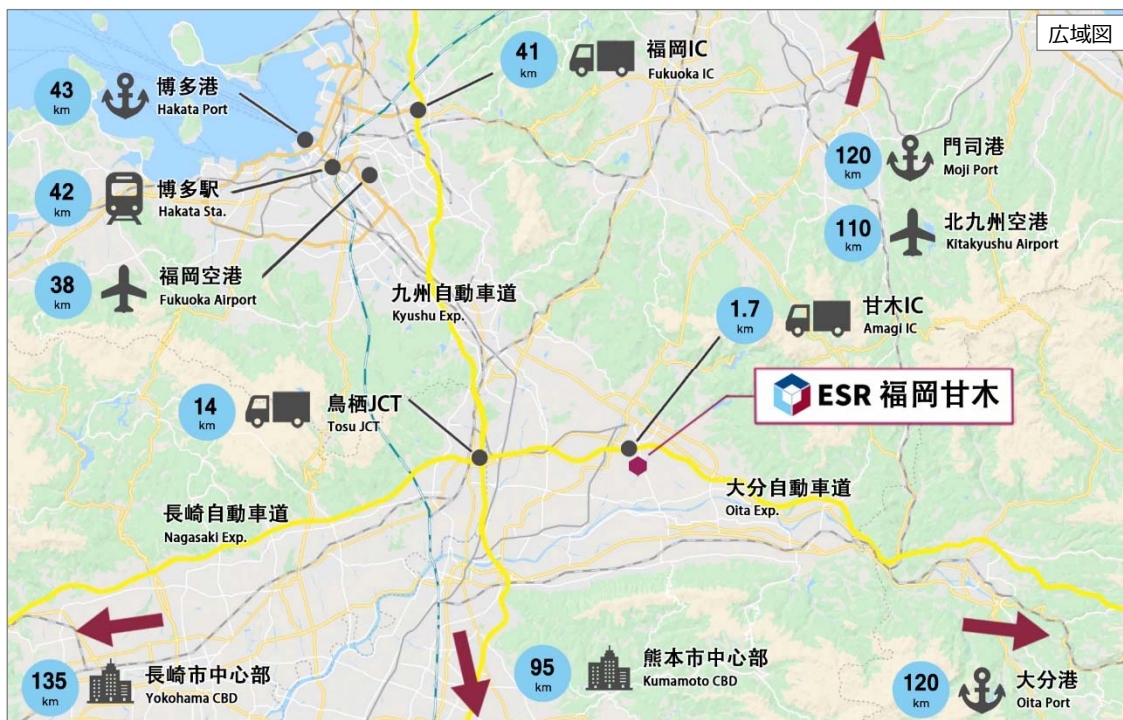 広域図
41
km
福岡IC
Fukuoka IC
43
km
博多港
Hakata Port
42
km
博多駅
Hakata Sta.
38
km
福岡空港
Fukuoka Airport
120
km
門司港
Moji Port
110
km
北九州空港
Kitakyushu Airport
九州自動車道
Kyushu Exp.
1.7
km
甘木IC
Amagi IC
ESR 福岡甘木
14
km
鳥栖JCT
Tosu JCT
長崎自動車道
Nagasaki Exp.
大分自動車道
Oita Exp.
135
km
長崎市中心部
Yokohama CBD
95
km
熊本市中心部
Kumamoto CBD
120
km
大分港
Oita Port